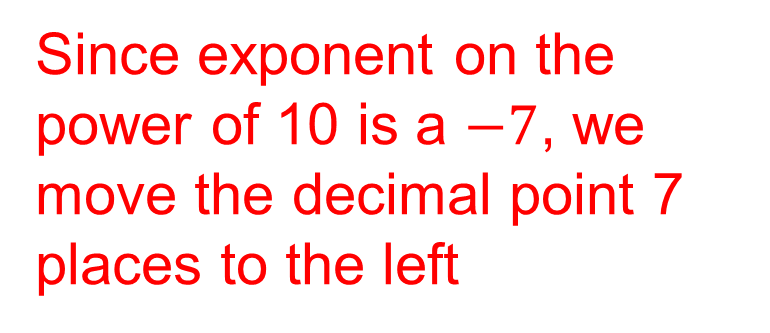 Since exponent on the
power of 10 is a −7, we
move the decimal point 7
places to the left